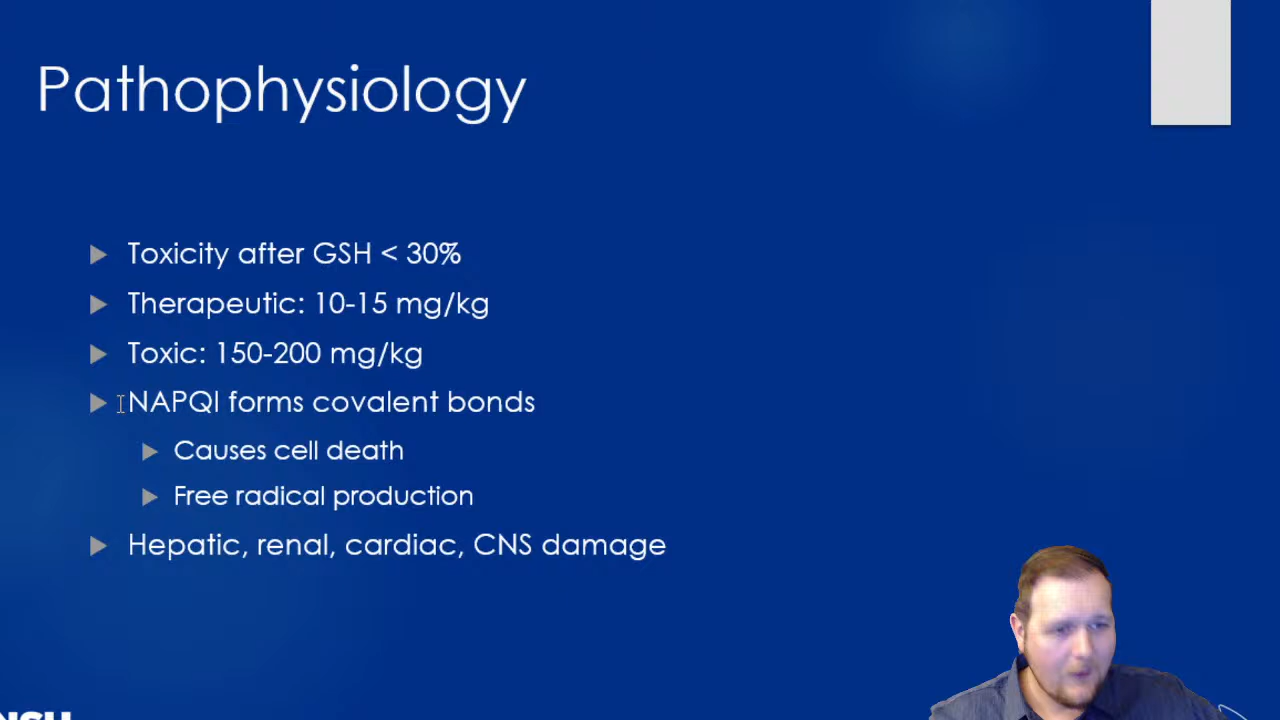 Pathophysiology
Toxicity after GSH < 30%
Therapeutic: 10-15 mg/kg
Toxic: 150-200 mg/kg
NAPQI forms covalent bonds
Causes cell death
Free radical production
Hepatic, renal, cardiac, CNS damage